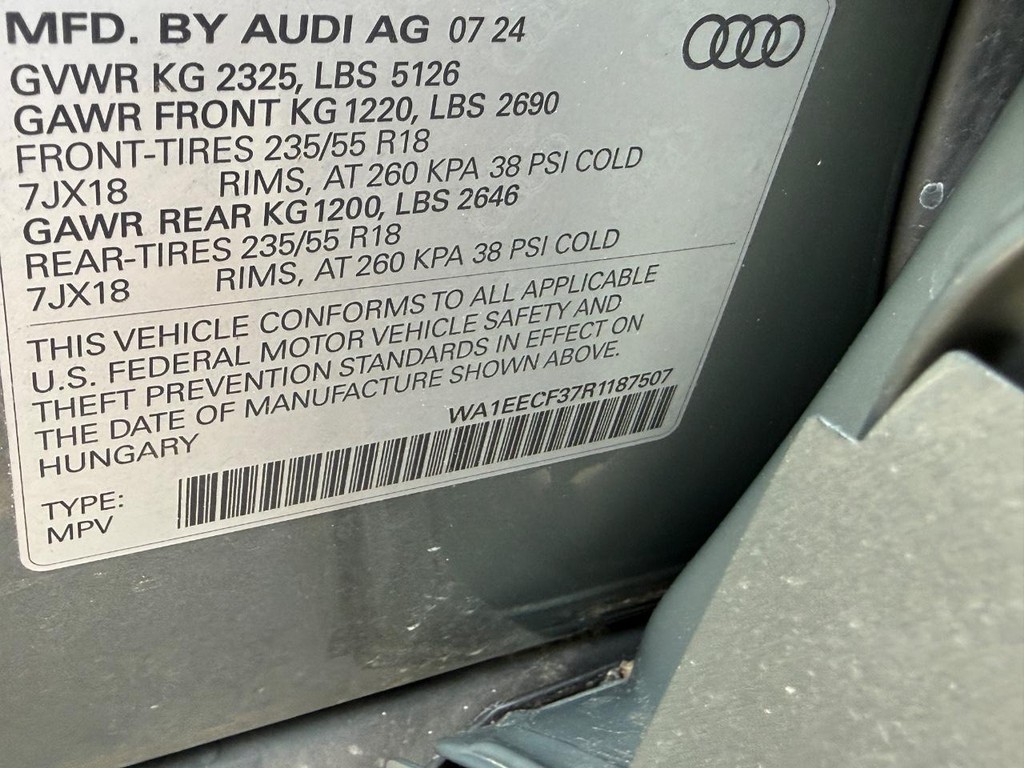 MFD. BY AUDI AG 07 24
GVWR KG 2325, LBS 5126
GAWR FRONT KG 1220, LBS 2690
FRONT-TIRES 235/55 R18
7JX18 RIMS, AT 260 KPA 38 PSI COLD
GAWR REAR KG 1200, LBS 2646
REAR-TIRES 235/55 R18
7JX18 RIMS, AT 260 KPA 38 PSI COLD
THIS VEHICLE CONFORMS TO ALL APPLICABLE
U.S. FEDERAL MOTOR VEHICLE SAFETY AND
THEFT PREVENTION STANDARDS IN EFFECT ON
THE DATE OF MANUFACTURE SHOWN ABOVE.
HUNGARY WA1EECF37R1187507
TYPE:
MPV